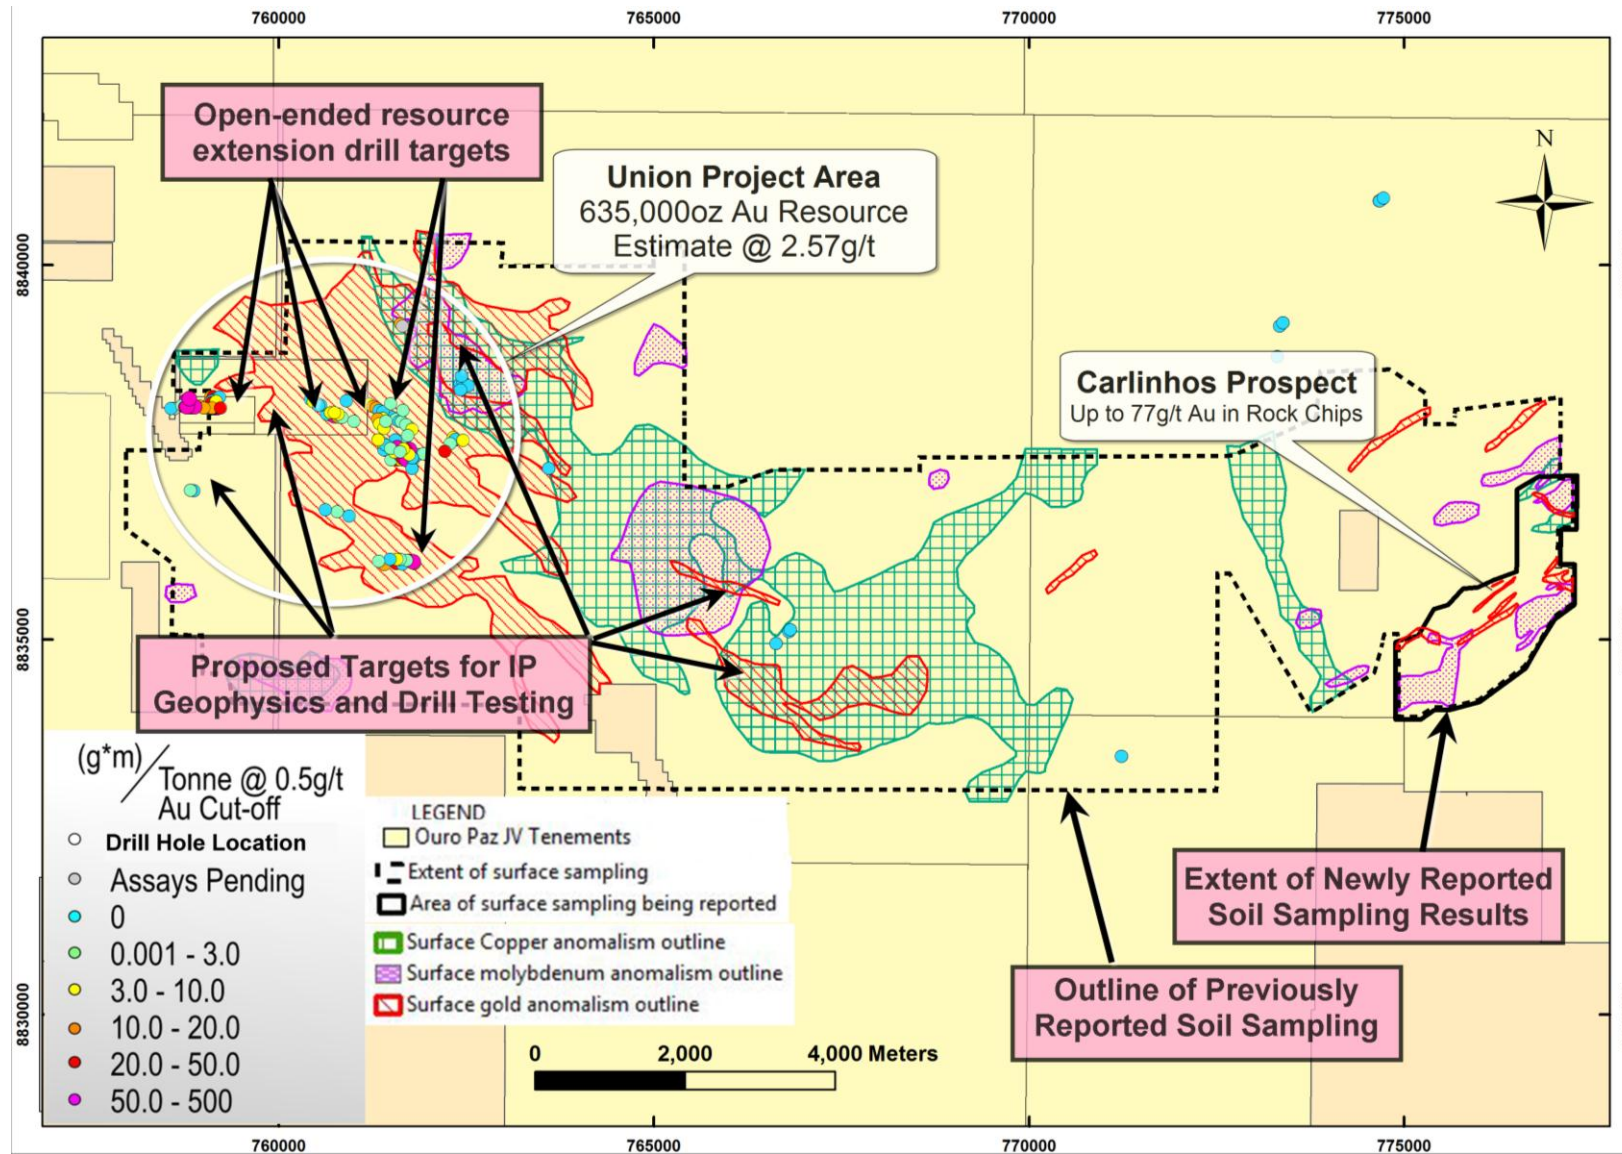 760000
765000
770000
775000
Open-ended resource
extension drill targets
Union Project Area
635,000oz Au Resource
Estimate @ 2.57g/t
N
8840000
8840000
Carlinhos Prospect
Up to 77g/t Au in Rock Chips
8835000
8835000
Proposed Targets for IP
Geophysics and Drill Testing
(g*m)/
Tonne @ 0.5g/t
Au Cut-off
Drill Hole Location
Assays Pending
0
0.001 - 3.0
3.0 - 10.0
10.0 - 20.0
20.0 - 50.0
50.0 - 500
LEGEND
Ouro Paz JV Tenements
Extent of surface sampling
Area of surface sampling being reported
Surface Copper anomalism outline
Surface molybdenum anomalism outline
Surface gold anomalism outline
Extent of Newly Reported
Soil Sampling Results
Outline of Previously
Reported Soil Sampling
8830000
8830000
0 2,000 4,000 Meters
760000
765000
770000
775000